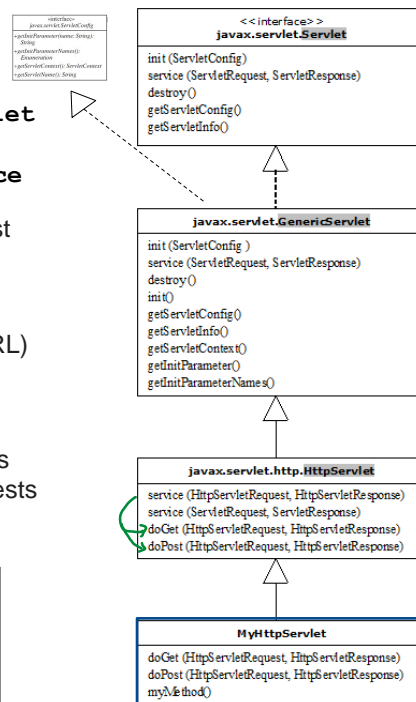 <<interface>>
javax.servlet.ServletConfig
+getInitParameter(name: String):
String
+getInitParameterNames():
Enumeration
+getServletContext(): ServletContext
+getServletName(): String
let
ce
st
RL)
s
ests
<< interface> >
javax.servlet.Servlet
init (ServletConfig)
service (ServletRequest, ServletResponse)
destroy()
getServletConfig()
getServletInfo()
javax.servlet.GenericServlet
init (ServletConfig )
service (ServletRequest, ServletResponse)
destroy()
init()
getServletConfig()
getServletInfo()
getServletContext()
getInitParameter()
getInitParameterNames()
javax.servlet.http.HttpServlet
service (HttpServletRequest, HttpServletResponse)
service (ServletRequest, ServletResponse)
doGet (HttpServletRequest, HttpServletResponse)
doPost (HttpServletRequest, HttpServletResponse)
MyHttpServlet
doGet (HttpServletRequest, HttpServletResponse)
doPost (HttpServletRequest, HttpServletResponse)
myMethod()